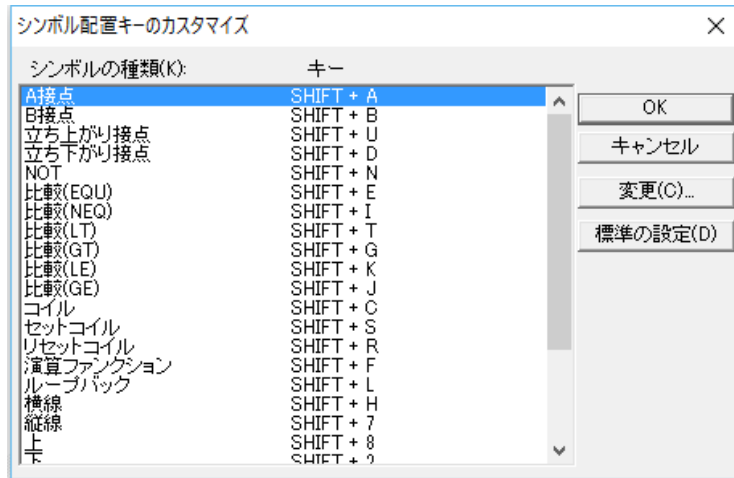 シンボル配置キーのカスタマイズ
シンボルの種類(K): キー
A接点 SHIFT + A
B接点 SHIFT + B
立ち上がり接点 SHIFT + U
立ち下がり接点 SHIFT + D
NOT SHIFT + N
比較(EQU) SHIFT + E
比較(NEQ) SHIFT + I
比較(LT) SHIFT + T
比較(GT) SHIFT + G
比較(LE) SHIFT + K
比較(GE) SHIFT + J
コイル SHIFT + C
セットコイル SHIFT + S
リセットコイル SHIFT + R
演算ファンクション SHIFT + F
ループバック SHIFT + L
横線 SHIFT + H
縦線 SHIFT + 7
上 SHIFT + 8
下 SHIFT + 2
OK
キャンセル
変更(C)...
標準の設定(D)